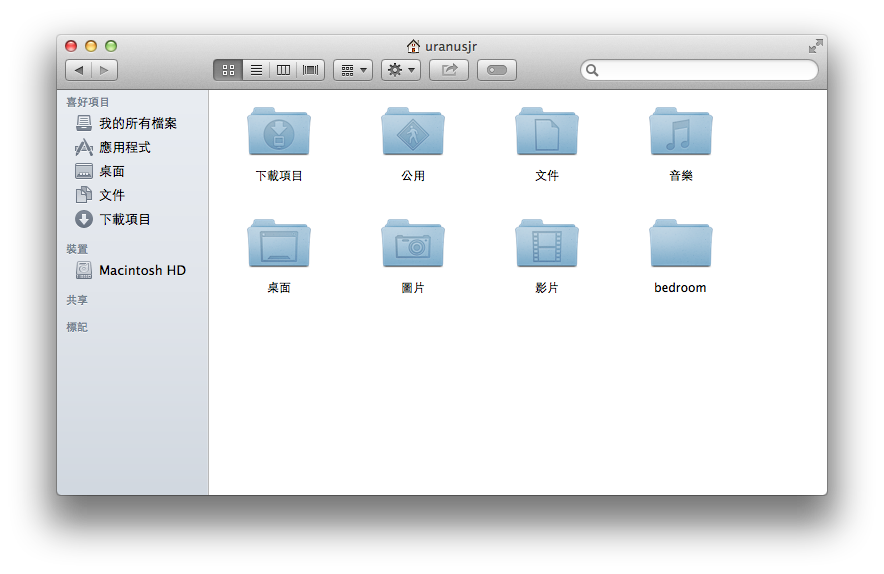 uranusjr
喜好項目
我的所有檔案
應用程式
桌面
文件
下載項目
裝置
Macintosh HD
共享
標記
下載項目
公用
文件
音樂
桌面
圖片
影片
bedroom